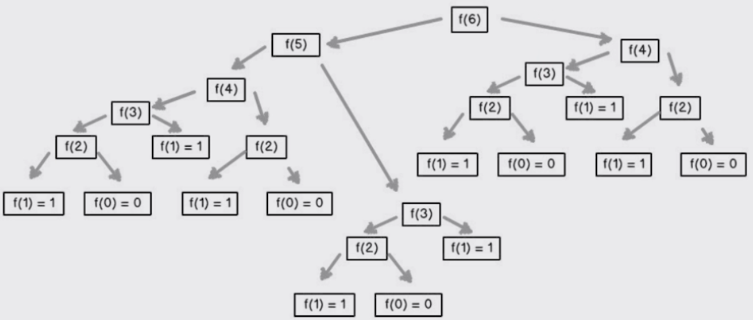 f(6)
f(5)
f(4)
f(4)
f(3)
f(3)
f(2)
f(1) = 1
f(2)
f(2)
f(1) = 1
f(2)
f(1) = 1
f(0) = 0
f(1) = 1
f(0) = 0
f(1) = 1
f(0) = 0
f(1) = 1
f(0) = 0
f(3)
f(2)
f(1) = 1
f(1) = 1
f(0) = 0